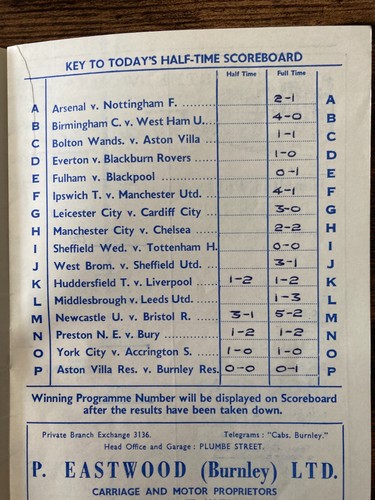 KEY TO TODAY'S HALF-TIME SCOREBOARD
Half Time Full Time
A Arsenal v. Nottingham F. .......... 2-1 A
B Birmingham C. v. West Ham U.... 4-0 B
C Bolton Wands. v. Aston Villa ... 1-1 C
D Everton v. Blackburn Rovers ...... 1-0 D
E Fulham v. Blackpool .................. 0-1 E
F Ipswich T. v. Manchester Utd. ... 4-1 F
G Leicester City v. Cardiff City ... 3-0 G
H Manchester City v. Chelsea ...... 2-2 H
I Sheffield Wed. v. Tottenham H. 0-0 I
J West Brom. v. Sheffield Utd. ... 3-1 J
K Huddersfield T. v. Liverpool ...... 1-2 1-2 K
L Middlesbrough v. Leeds Utd. ... 1-3 L
M Newcastle U. v. Bristol R. ...... 3-1 5-2 M
N Preston N. E. v. Bury ............ 1-2 1-2 N
O York City v. Accrington S. ...... 1-0 1-0 O
P Aston Villa Res. v. Burnley Res. 0-0 0-1 P
Winning Programme Number will be displayed on Scoreboard
after the results have been taken down.
Private Branch Exchange 3136. Telegrams: "Cabs. Burnley."
Head Office and Garage: PLUMBE STREET.
P. EASTWOOD (Burnley) LTD.
CARRIAGE AND MOTOR PROPRIETORS